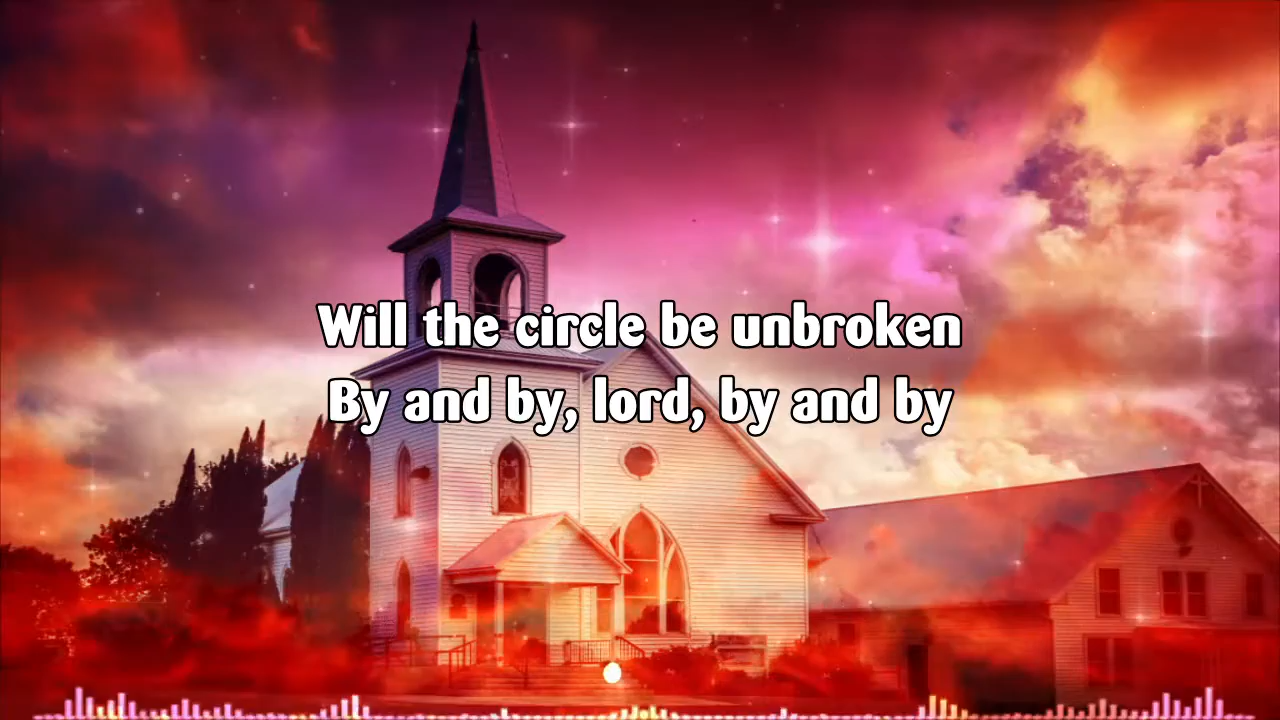 Will the circle be unbroken
By and by, lord, by and by